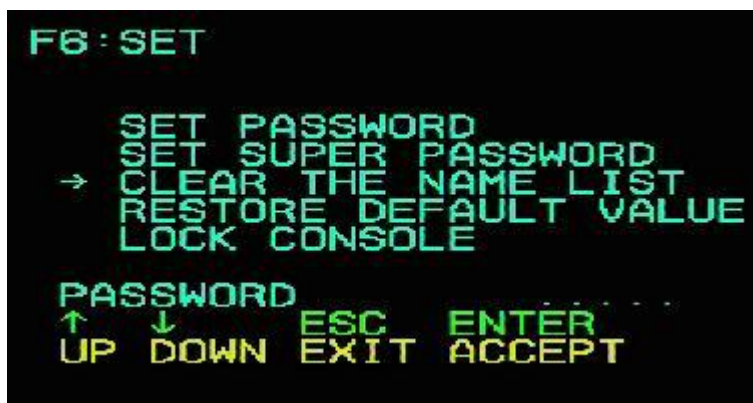 F6:SET
SET PASSWORD
SET SUPER PASSWORD
→ CLEAR THE NAME LIST
RESTORE DEFAULT VALUE
LOCK CONSOLE
PASSWORD .....
↑ ↓ ESC ENTER
UP DOWN EXIT ACCEPT